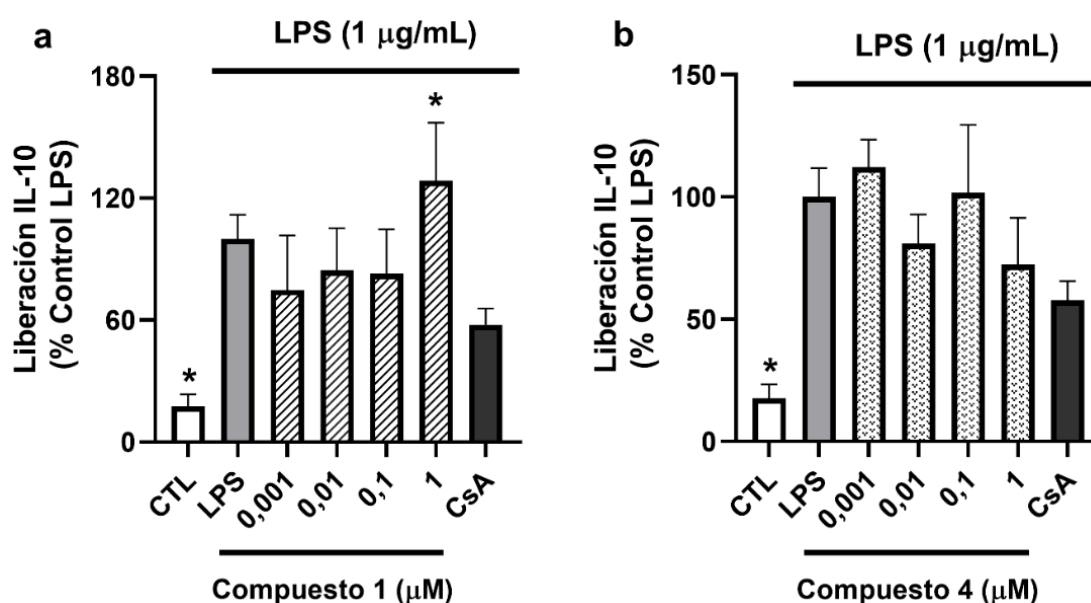 a
LPS (1 μg/mL)
180
120
60
0
Liberación IL-10
(% Control LPS)
*
*
CTL
LPS
0,001
0,01
0,1
1
CsA
Compuesto 1 (μM)
b
LPS (1 μg/mL)
150
100
50
0
Liberación IL-10
(% Control LPS)
*
CTL
LPS
0,001
0,01
0,1
1
CsA
Compuesto 4 (μM)